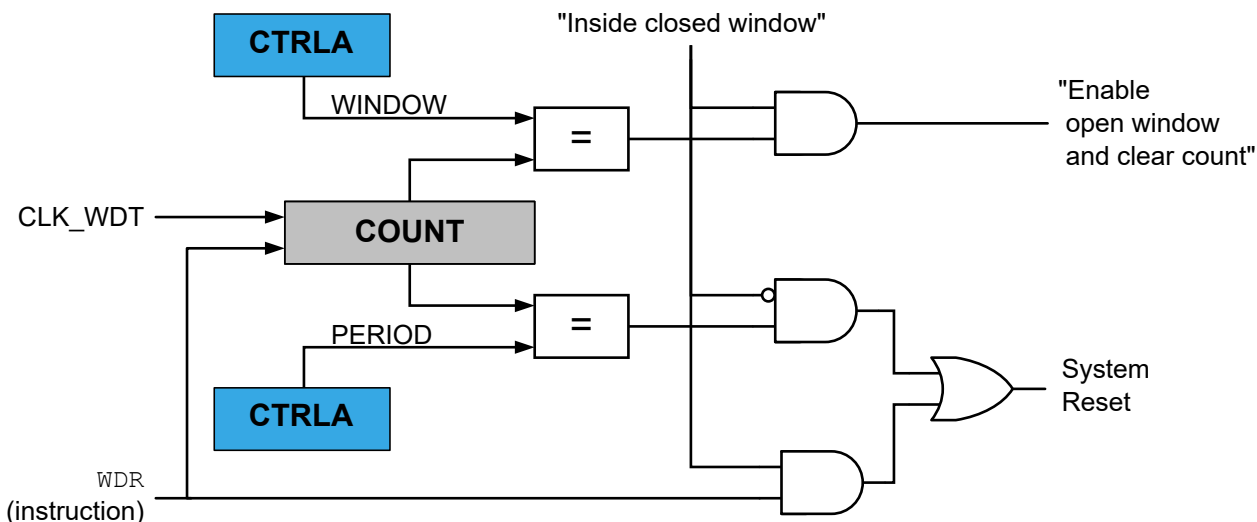 "Inside closed window"
CTRLA
WINDOW
=
"Enable
open window
and clear count"
CLK_WDT
COUNT
=
PERIOD
CTRLA
System
Reset
WDR
(instruction)